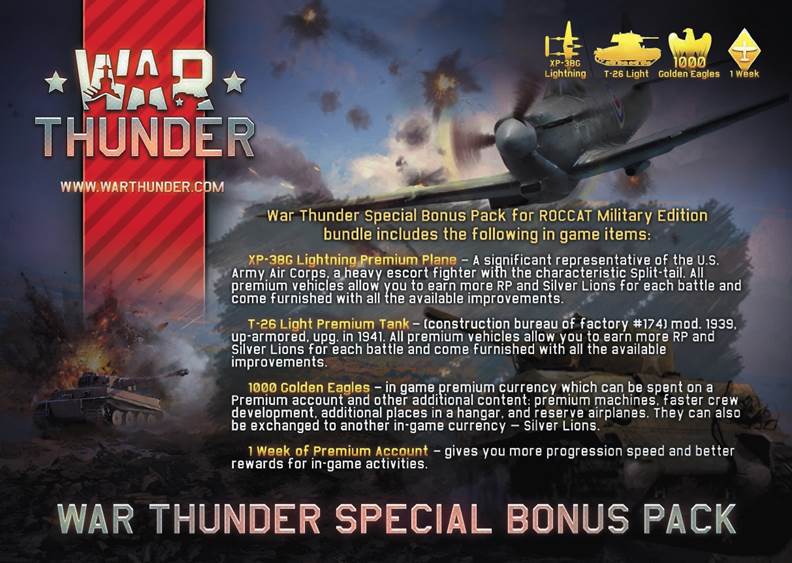 WAR
THUNDER
WWW.WARTHUNDER.COM
XP-38G
Lightning
T-26 Light
1000
Golden Eagles
1 Week
War Thunder Special Bonus Pack for ROCCAT Military Edition
bundle includes the following in game items:
XP-38G Lightning Premium Plane – A significant representative of the U.S.
Army Air Corps, a heavy escort fighter with the characteristic Split-tail. All
premium vehicles allow you to earn more RP and Silver Lions for each battle and
come furnished with all the available improvements.
T-26 Light Premium Tank – (construction bureau of factory #174) mod. 1939,
up-armored, upg. in 1941. All premium vehicles allow you to earn more RP and
Silver Lions for each battle and come furnished with all the available
improvements.
1000 Golden Eagles – in game premium currency which can be spent on a
Premium account and other additional content: premium machines, faster crew
development, additional places in a hangar, and reserve airplanes. They can also
be exchanged to another in-game currency – Silver Lions.
1 Week of Premium Account – gives you more progression speed and better
rewards for in-game activities.
WAR THUNDER SPECIAL BONUS PACK